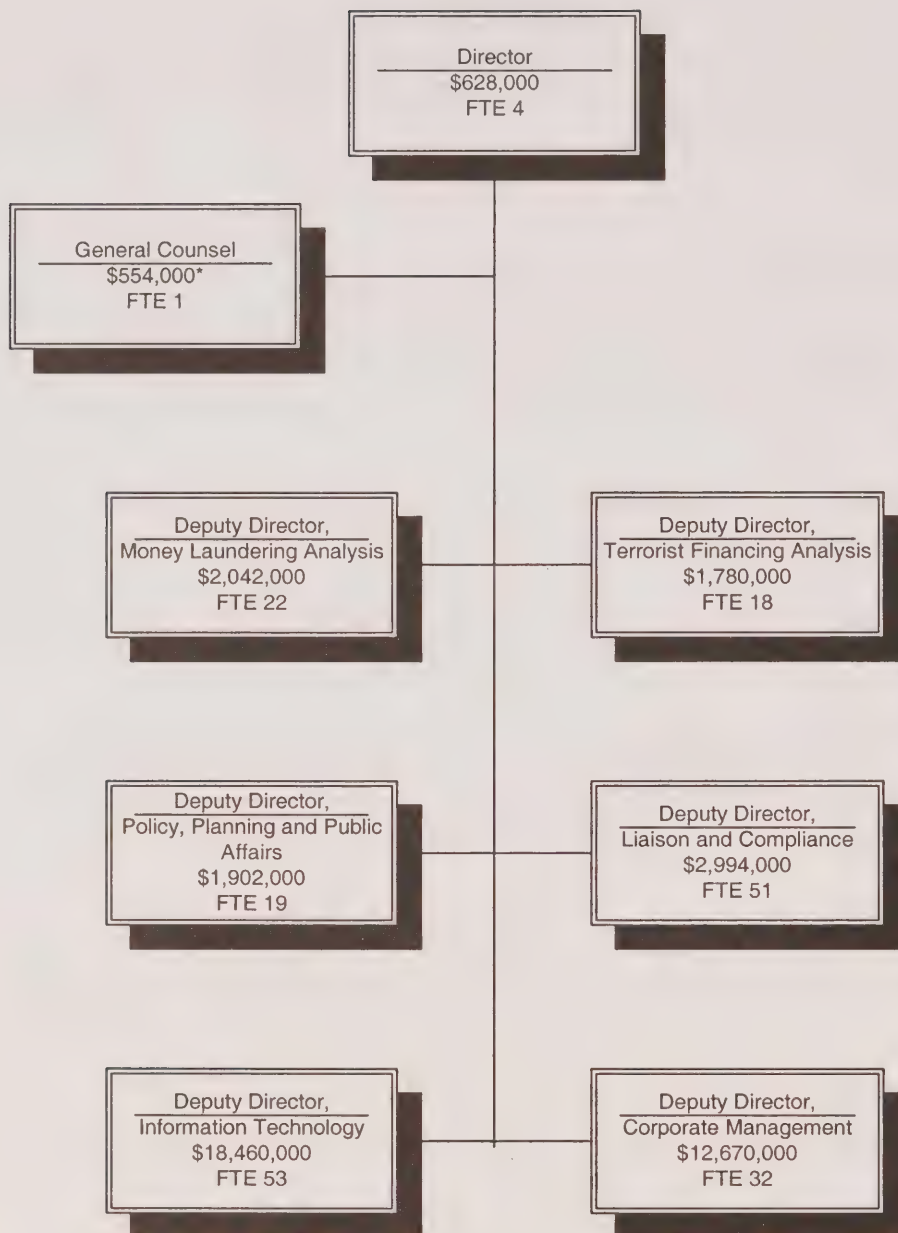 Director
$628,000
FTE 4
General Counsel
$554,000*
FTE 1
Deputy Director,
Money Laundering Analysis
$2,042,000
FTE 22
Deputy Director,
Terrorist Financing Analysis
$1,780,000
FTE 18
Deputy Director,
Policy, Planning and Public
Affairs
$1,902,000
FTE 19
Deputy Director,
Liaison and Compliance
$2,994,000
FTE 51
Deputy Director,
Information Technology
$18,460,000
FTE 53
Deputy Director,
Corporate Management
$12,670,000
FTE 32